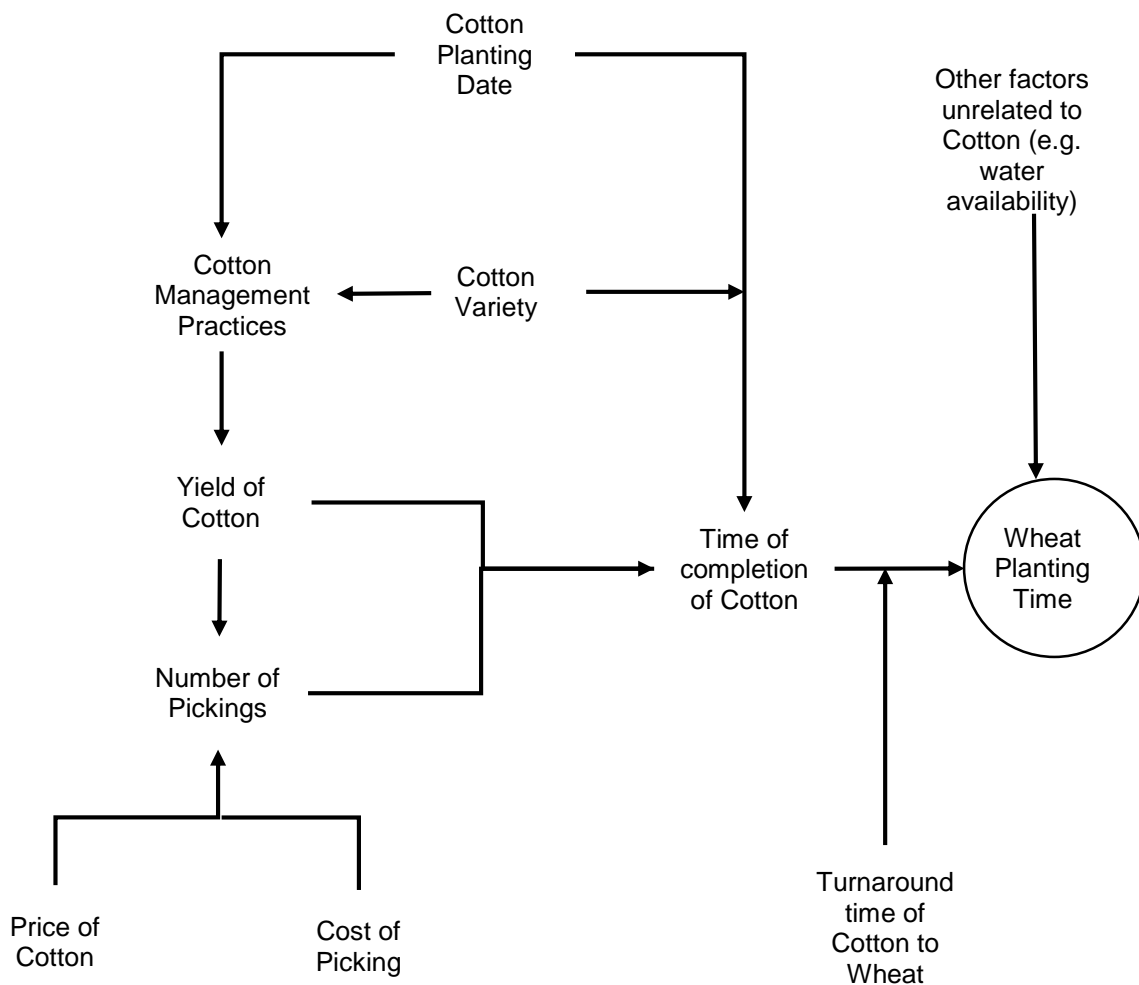 Cotton
Planting
Date
Other factors
unrelated to
Cotton (e.g.
water
availability)
Cotton
Management
Practices
Cotton
Variety
Yield of
Cotton
Time of
completion
of Cotton
Wheat
Planting
Time
Number of
Pickings
Price of
Cotton
Cost of
Picking
Turnaround
time of
Cotton to
Wheat